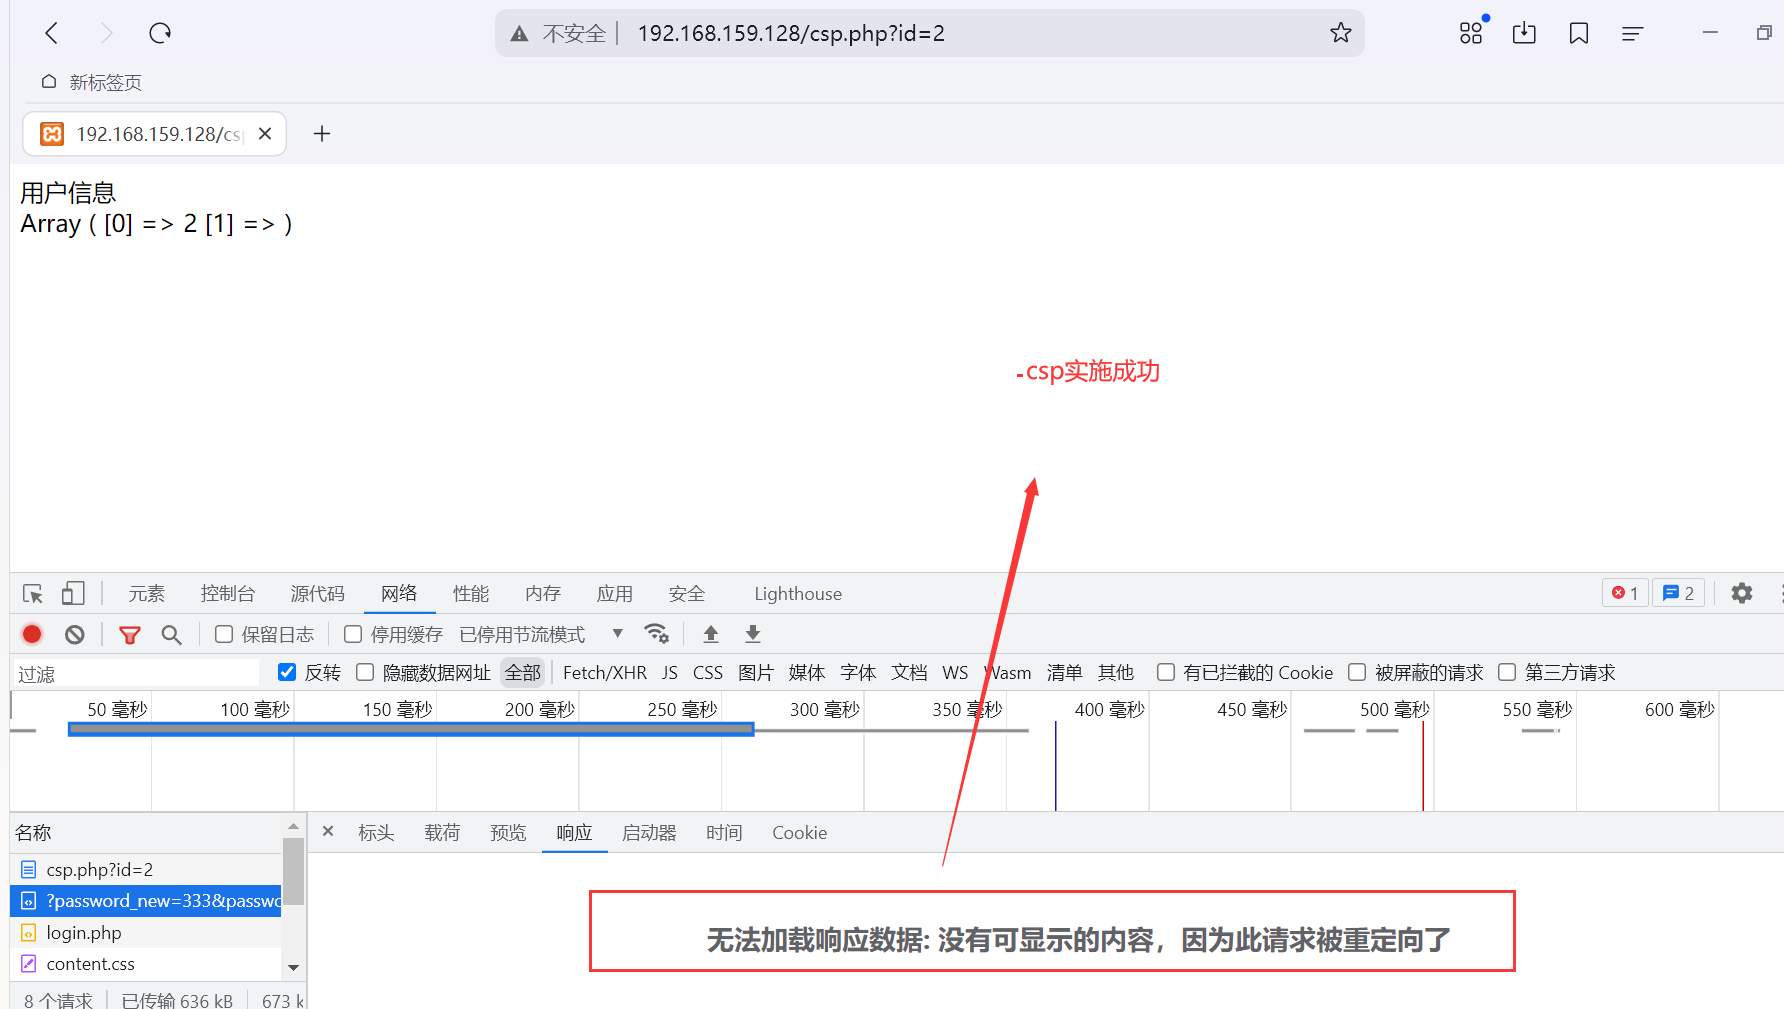 不安全 192.168.159.128/csp.php?id=2
新标签页
192.168.159.128/csp
用户信息
Array ( [0] => 2 [1] => )
-csp实施成功
元素 控制台 源代码 网络 性能 内存 应用 安全 Lighthouse 1 2
保留日志 停用缓存 已停用节流模式
过滤 反转 隐藏数据网址 全部 Fetch/XHR JS CSS 图片 媒体 字体 文档 WS Wasm 清单 其他 有已拦截的 Cookie 被屏蔽的请求 第三方请求
50 毫秒 100 毫秒 150 毫秒 200 毫秒 250 毫秒 300 毫秒 350 毫秒 400 毫秒 450 毫秒 500 毫秒 550 毫秒 600 毫秒
名称 × 标头 载荷 预览 响应 启动器 时间 Cookie
csp.php?id=2
?password_new=333&passwo
login.php
content.css
无法加载响应数据: 没有可显示的内容，因为此请求被重定向了
8 个请求 已传输 636 kB 673 k